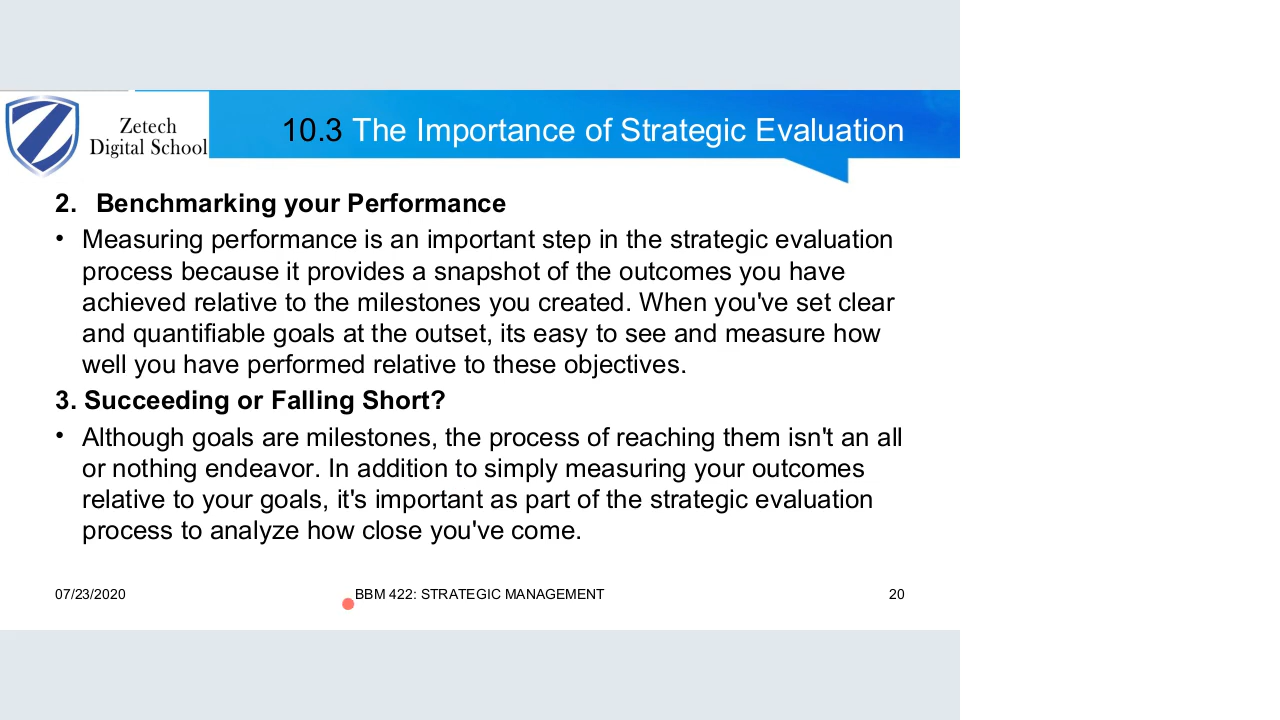 Zetech
Digital School
10.3 The Importance of Strategic Evaluation
2. Benchmarking your Performance
• Measuring performance is an important step in the strategic evaluation
process because it provides a snapshot of the outcomes you have
achieved relative to the milestones you created. When you've set clear
and quantifiable goals at the outset, its easy to see and measure how
well you have performed relative to these objectives.
3. Succeeding or Falling Short?
• Although goals are milestones, the process of reaching them isn't an all
or nothing endeavor. In addition to simply measuring your outcomes
relative to your goals, it's important as part of the strategic evaluation
process to analyze how close you've come.
07/23/2020 BBM 422: STRATEGIC MANAGEMENT 20